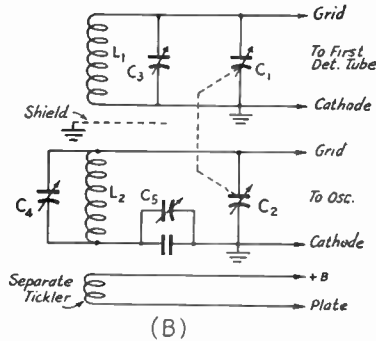 Grid
L1
C3
C1
To First
Det. Tube
Cathode
Shield
Grid
C4
L2
C5
C2
To Osc.
Cathode
Separate
Tickler
+B
Plate
(B)